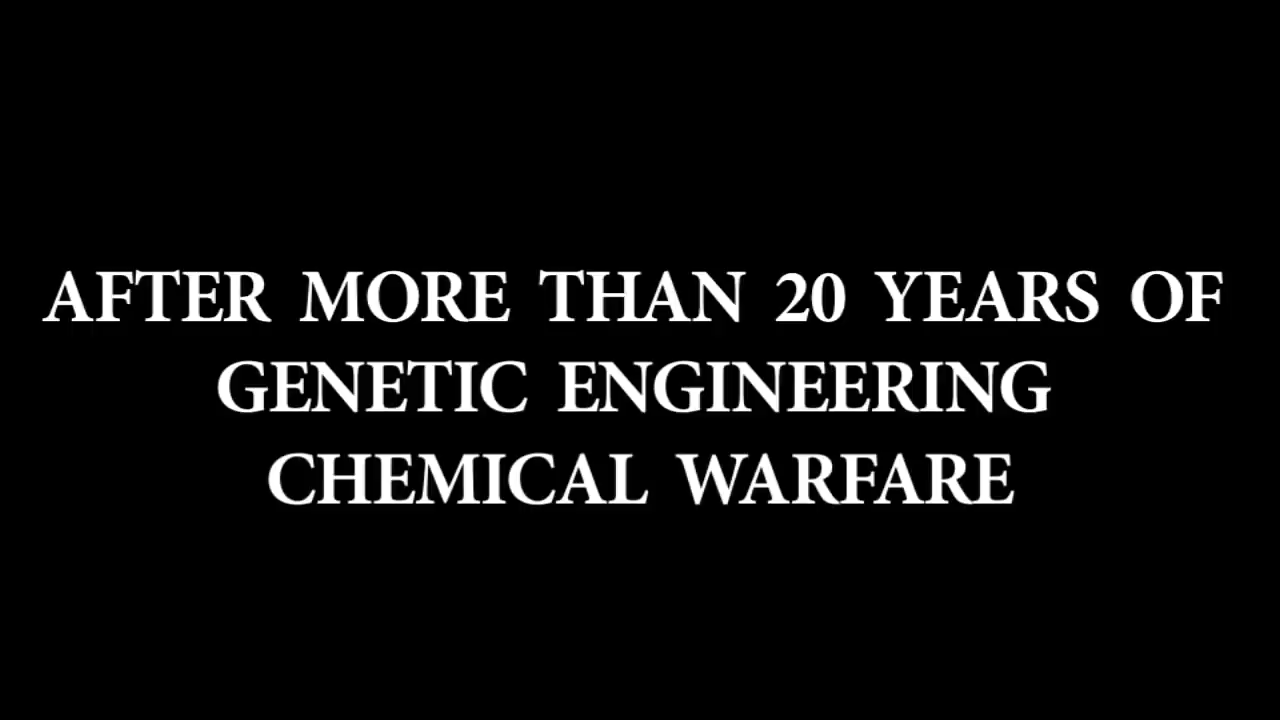 AFTER MORE THAN 20 YEARS OF
GENETIC ENGINEERING
CHEMICAL WARFARE